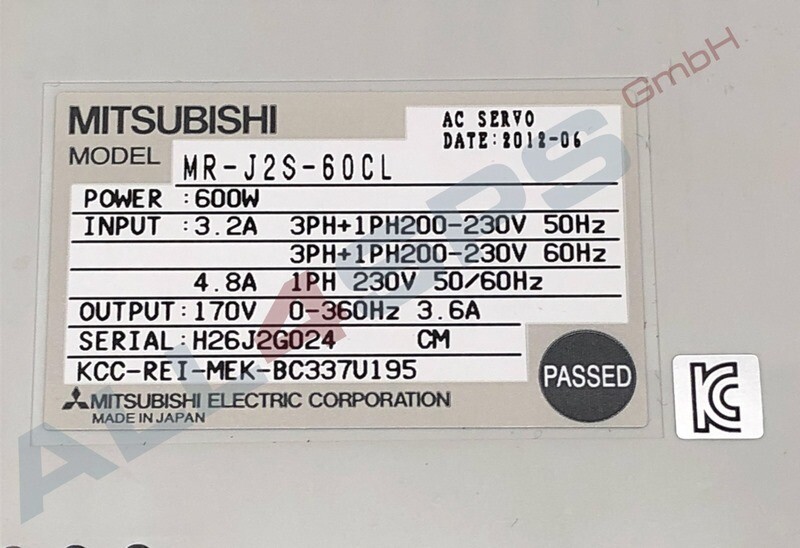 MITSUBISHI
AC SERVO
DATE:2012-06
MODEL MR-J2S-60CL
POWER :600W
INPUT :3.2A 3PH+1PH200-230V 50Hz
3PH+1PH200-230V 60Hz
4.8A 1PH 230V 50/60Hz
OUTPUT:170V 0-360Hz 3.6A
SERIAL:H26J2G024 CM
KCC-REI-MEK-BC337U195
PASSED
MITSUBISHI ELECTRIC CORPORATION
MADE IN JAPAN
KC
ALL4CPS GmbH